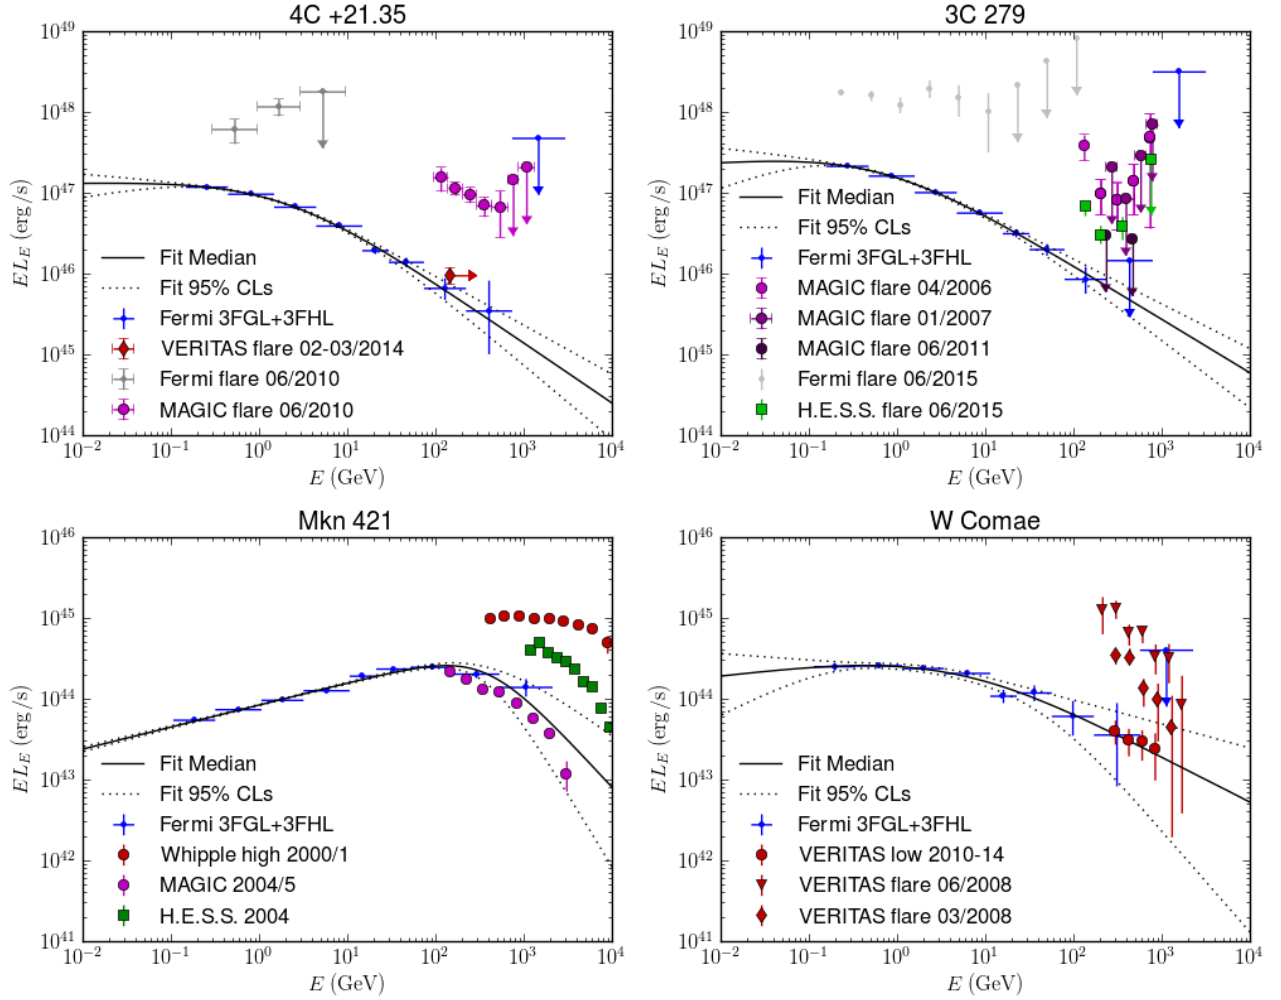 4C +21.35
10^49
10^48
10^47
10^46
10^45
10^44
EL_E (erg/s)
Fit Median
Fit 95% CLs
Fermi 3FGL+3FHL
VERITAS flare 02-03/2014
Fermi flare 06/2010
MAGIC flare 06/2010
10^-2 10^-1 10^0 10^1 10^2 10^3 10^4
E (GeV)
3C 279
10^49
10^48
10^47
10^46
10^45
10^44
EL_E (erg/s)
Fit Median
Fit 95% CLs
Fermi 3FGL+3FHL
MAGIC flare 04/2006
MAGIC flare 01/2007
MAGIC flare 06/2011
Fermi flare 06/2015
H.E.S.S. flare 06/2015
10^-2 10^-1 10^0 10^1 10^2 10^3 10^4
E (GeV)
Mkn 421
10^46
10^45
10^44
10^43
10^42
10^41
EL_E (erg/s)
Fit Median
Fit 95% CLs
Fermi 3FGL+3FHL
Whipple high 2000/1
MAGIC 2004/5
H.E.S.S. 2004
10^-2 10^-1 10^0 10^1 10^2 10^3 10^4
E (GeV)
W Comae
10^46
10^45
10^44
10^43
10^42
10^41
EL_E (erg/s)
Fit Median
Fit 95% CLs
Fermi 3FGL+3FHL
VERITAS low 2010-14
VERITAS flare 06/2008
VERITAS flare 03/2008
10^-2 10^-1 10^0 10^1 10^2 10^3 10^4
E (GeV)